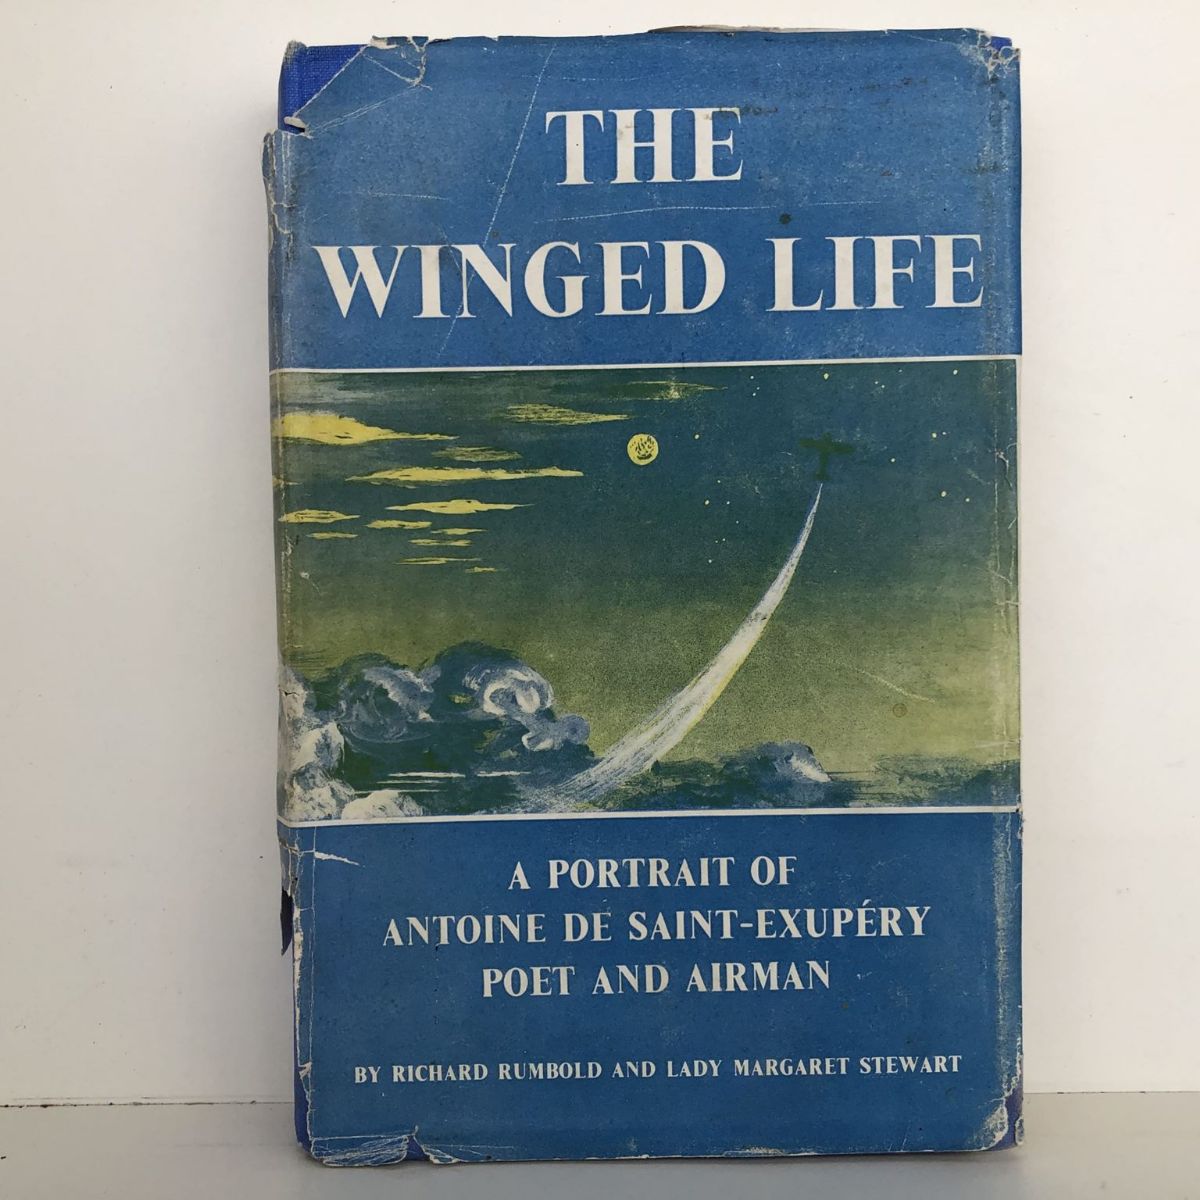 THE
WINGED LIFE
A PORTRAIT OF
ANTOINE DE SAINT-EXUPÉRY
POET AND AIRMAN
BY RICHARD RUMBOLD AND LADY MARGARET STEWART